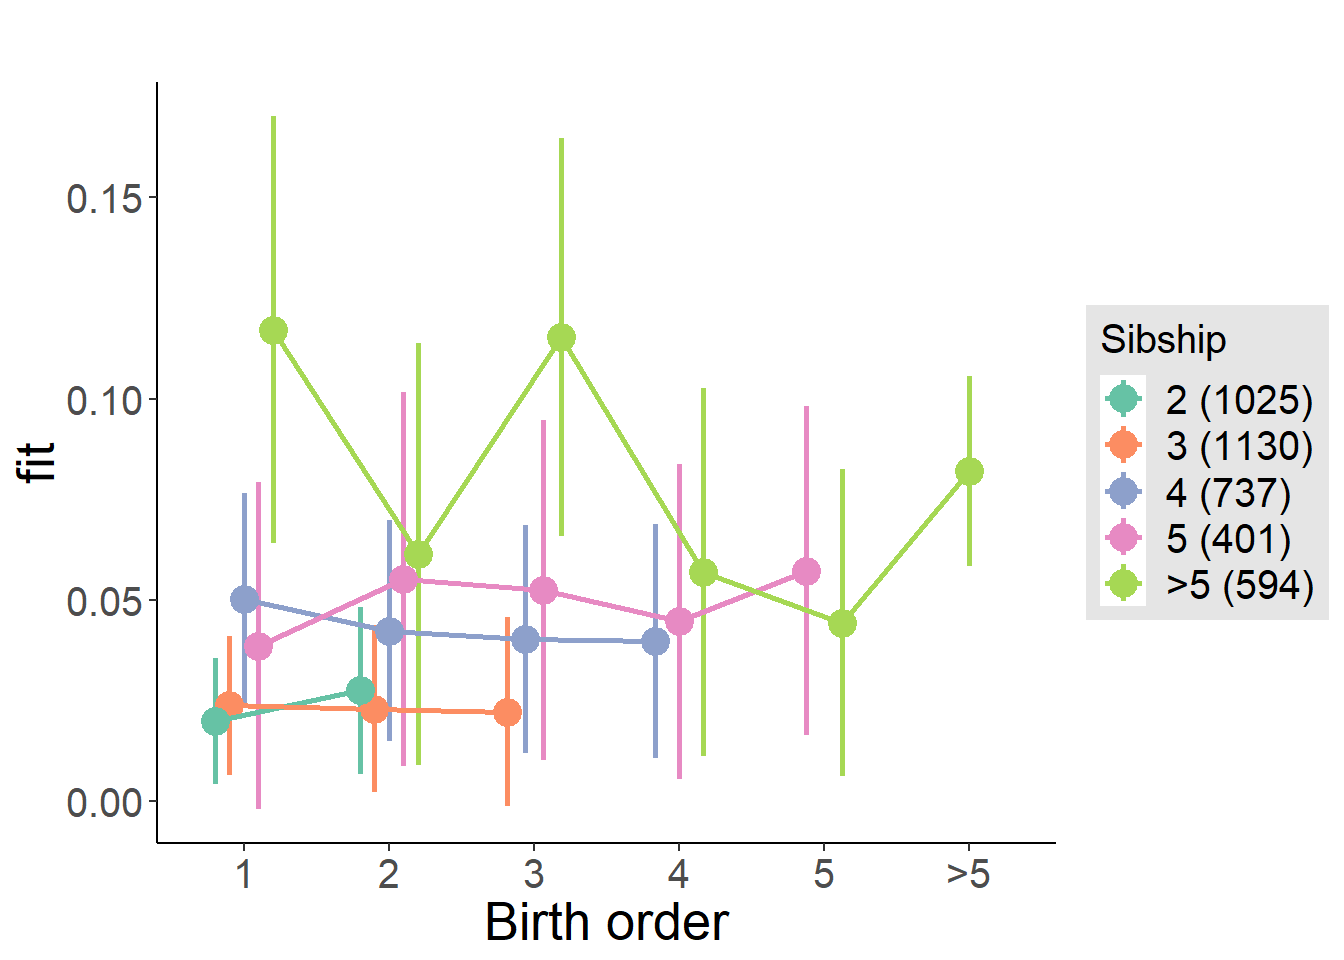 0.15
0.10
0.05
0.00
fit
1 2 3 4 5 >5
Birth order
Sibship
2 (1025)
3 (1130)
4 (737)
5 (401)
>5 (594)